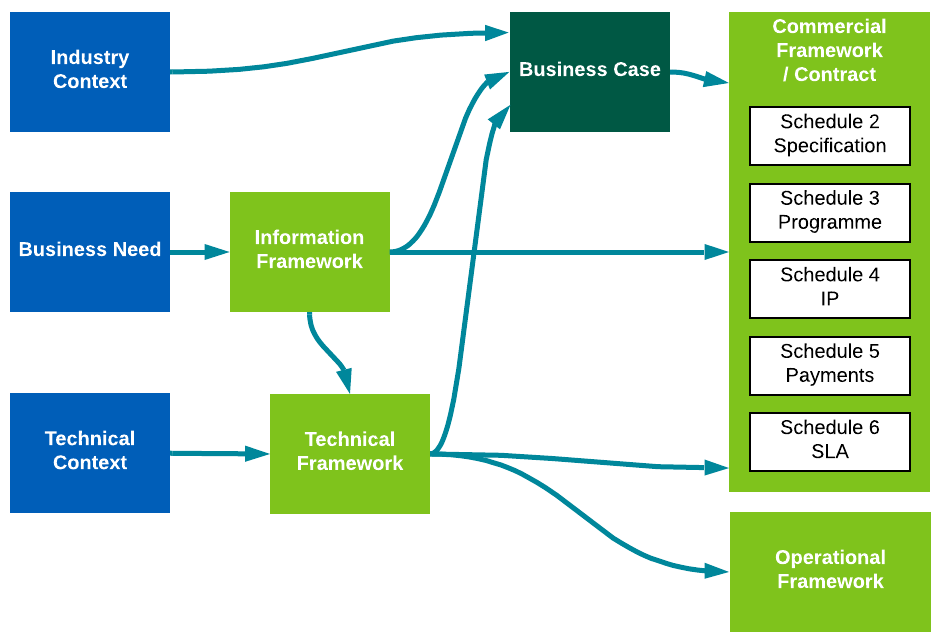 Industry
Context
Business Case
Commercial
Framework
/ Contract
Schedule 2
Specification
Schedule 3
Programme
Schedule 4
IP
Schedule 5
Payments
Schedule 6
SLA
Business Need
Information
Framework
Technical
Context
Technical
Framework
Operational
Framework